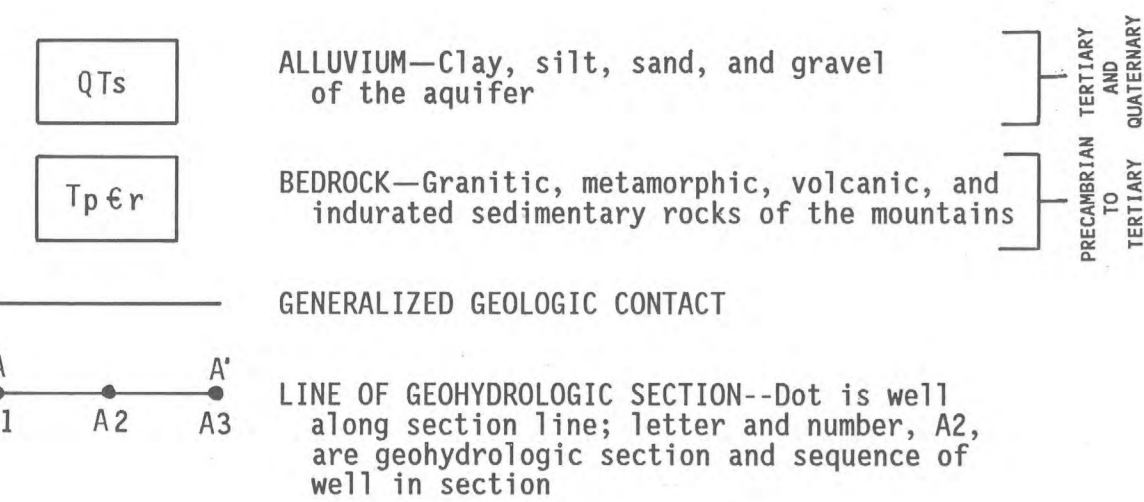 QTs
ALLUVIUM—Clay, silt, sand, and gravel
of the aquifer
TERTIARY
AND
QUATERNARY
Tp€r
BEDROCK—Granitic, metamorphic, volcanic, and
indurated sedimentary rocks of the mountains
PRECAMBRIAN
TO
TERTIARY
GENERALIZED GEOLOGIC CONTACT
A A'
1 A2 A3
LINE OF GEOHYDROLOGIC SECTION--Dot is well
along section line; letter and number, A2,
are geohydrologic section and sequence of
well in section